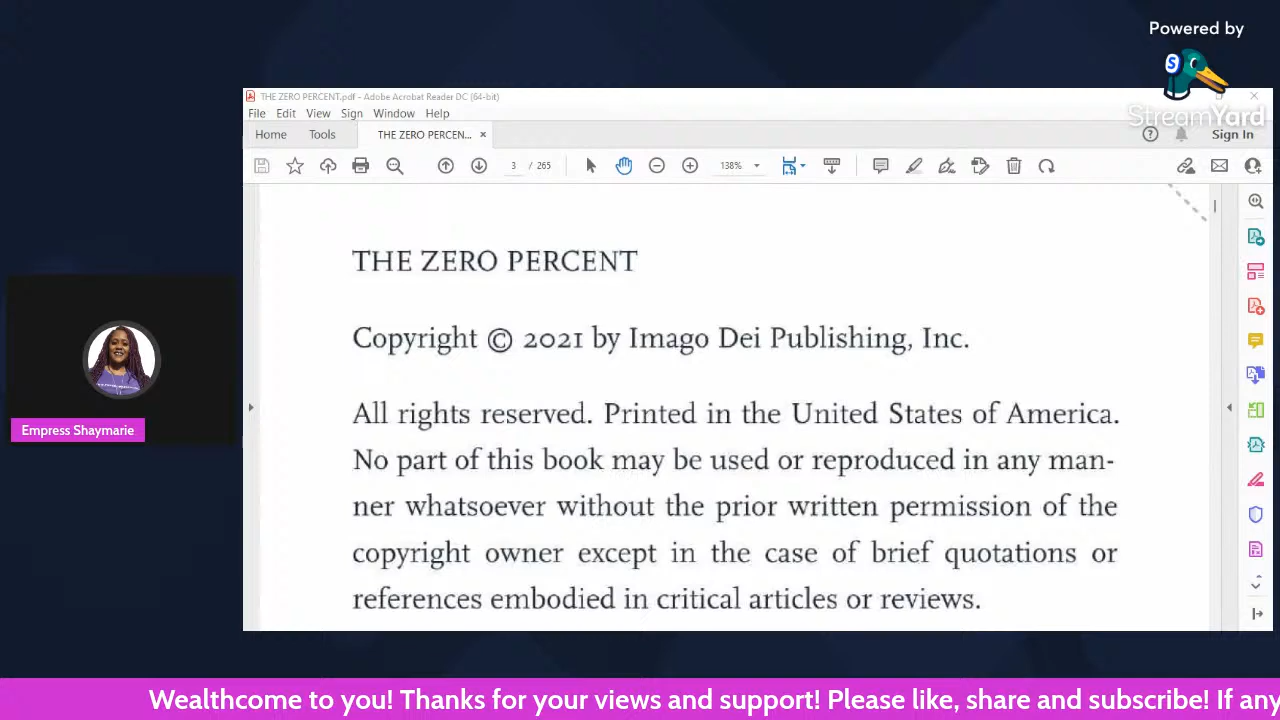 Powered by
StreamYard
THE ZERO PERCENT.pdf - Adobe Acrobat Reader DC (64-bit)
File Edit View Sign Window Help
Home Tools THE ZERO PERCEN... ×
Sign In
3 / 265 138%
THE ZERO PERCENT
Copyright © 2021 by Imago Dei Publishing, Inc.
All rights reserved. Printed in the United States of America.
No part of this book may be used or reproduced in any man-
ner whatsoever without the prior written permission of the
copyright owner except in the case of brief quotations or
references embodied in critical articles or reviews.
Empress Shaymarie
Wealthcome to you! Thanks for your views and support! Please like, share and subscribe! If any